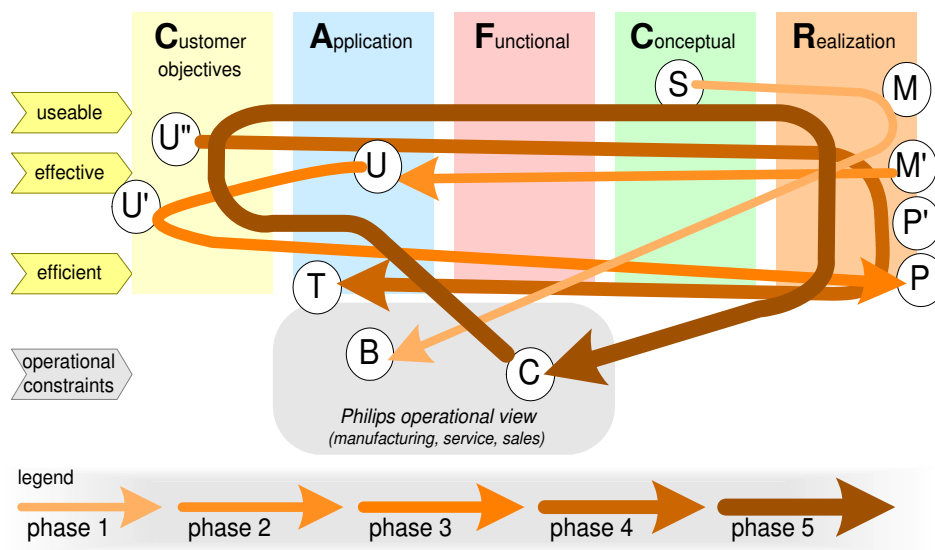 Customer
objectives
Application
Functional
Conceptual
Realization
S
M
useable
U"
effective
U
M'
U'
P'
efficient
T
P
B
C
operational
constraints
Philips operational view
(manufacturing, service, sales)
legend
phase 1
phase 2
phase 3
phase 4
phase 5